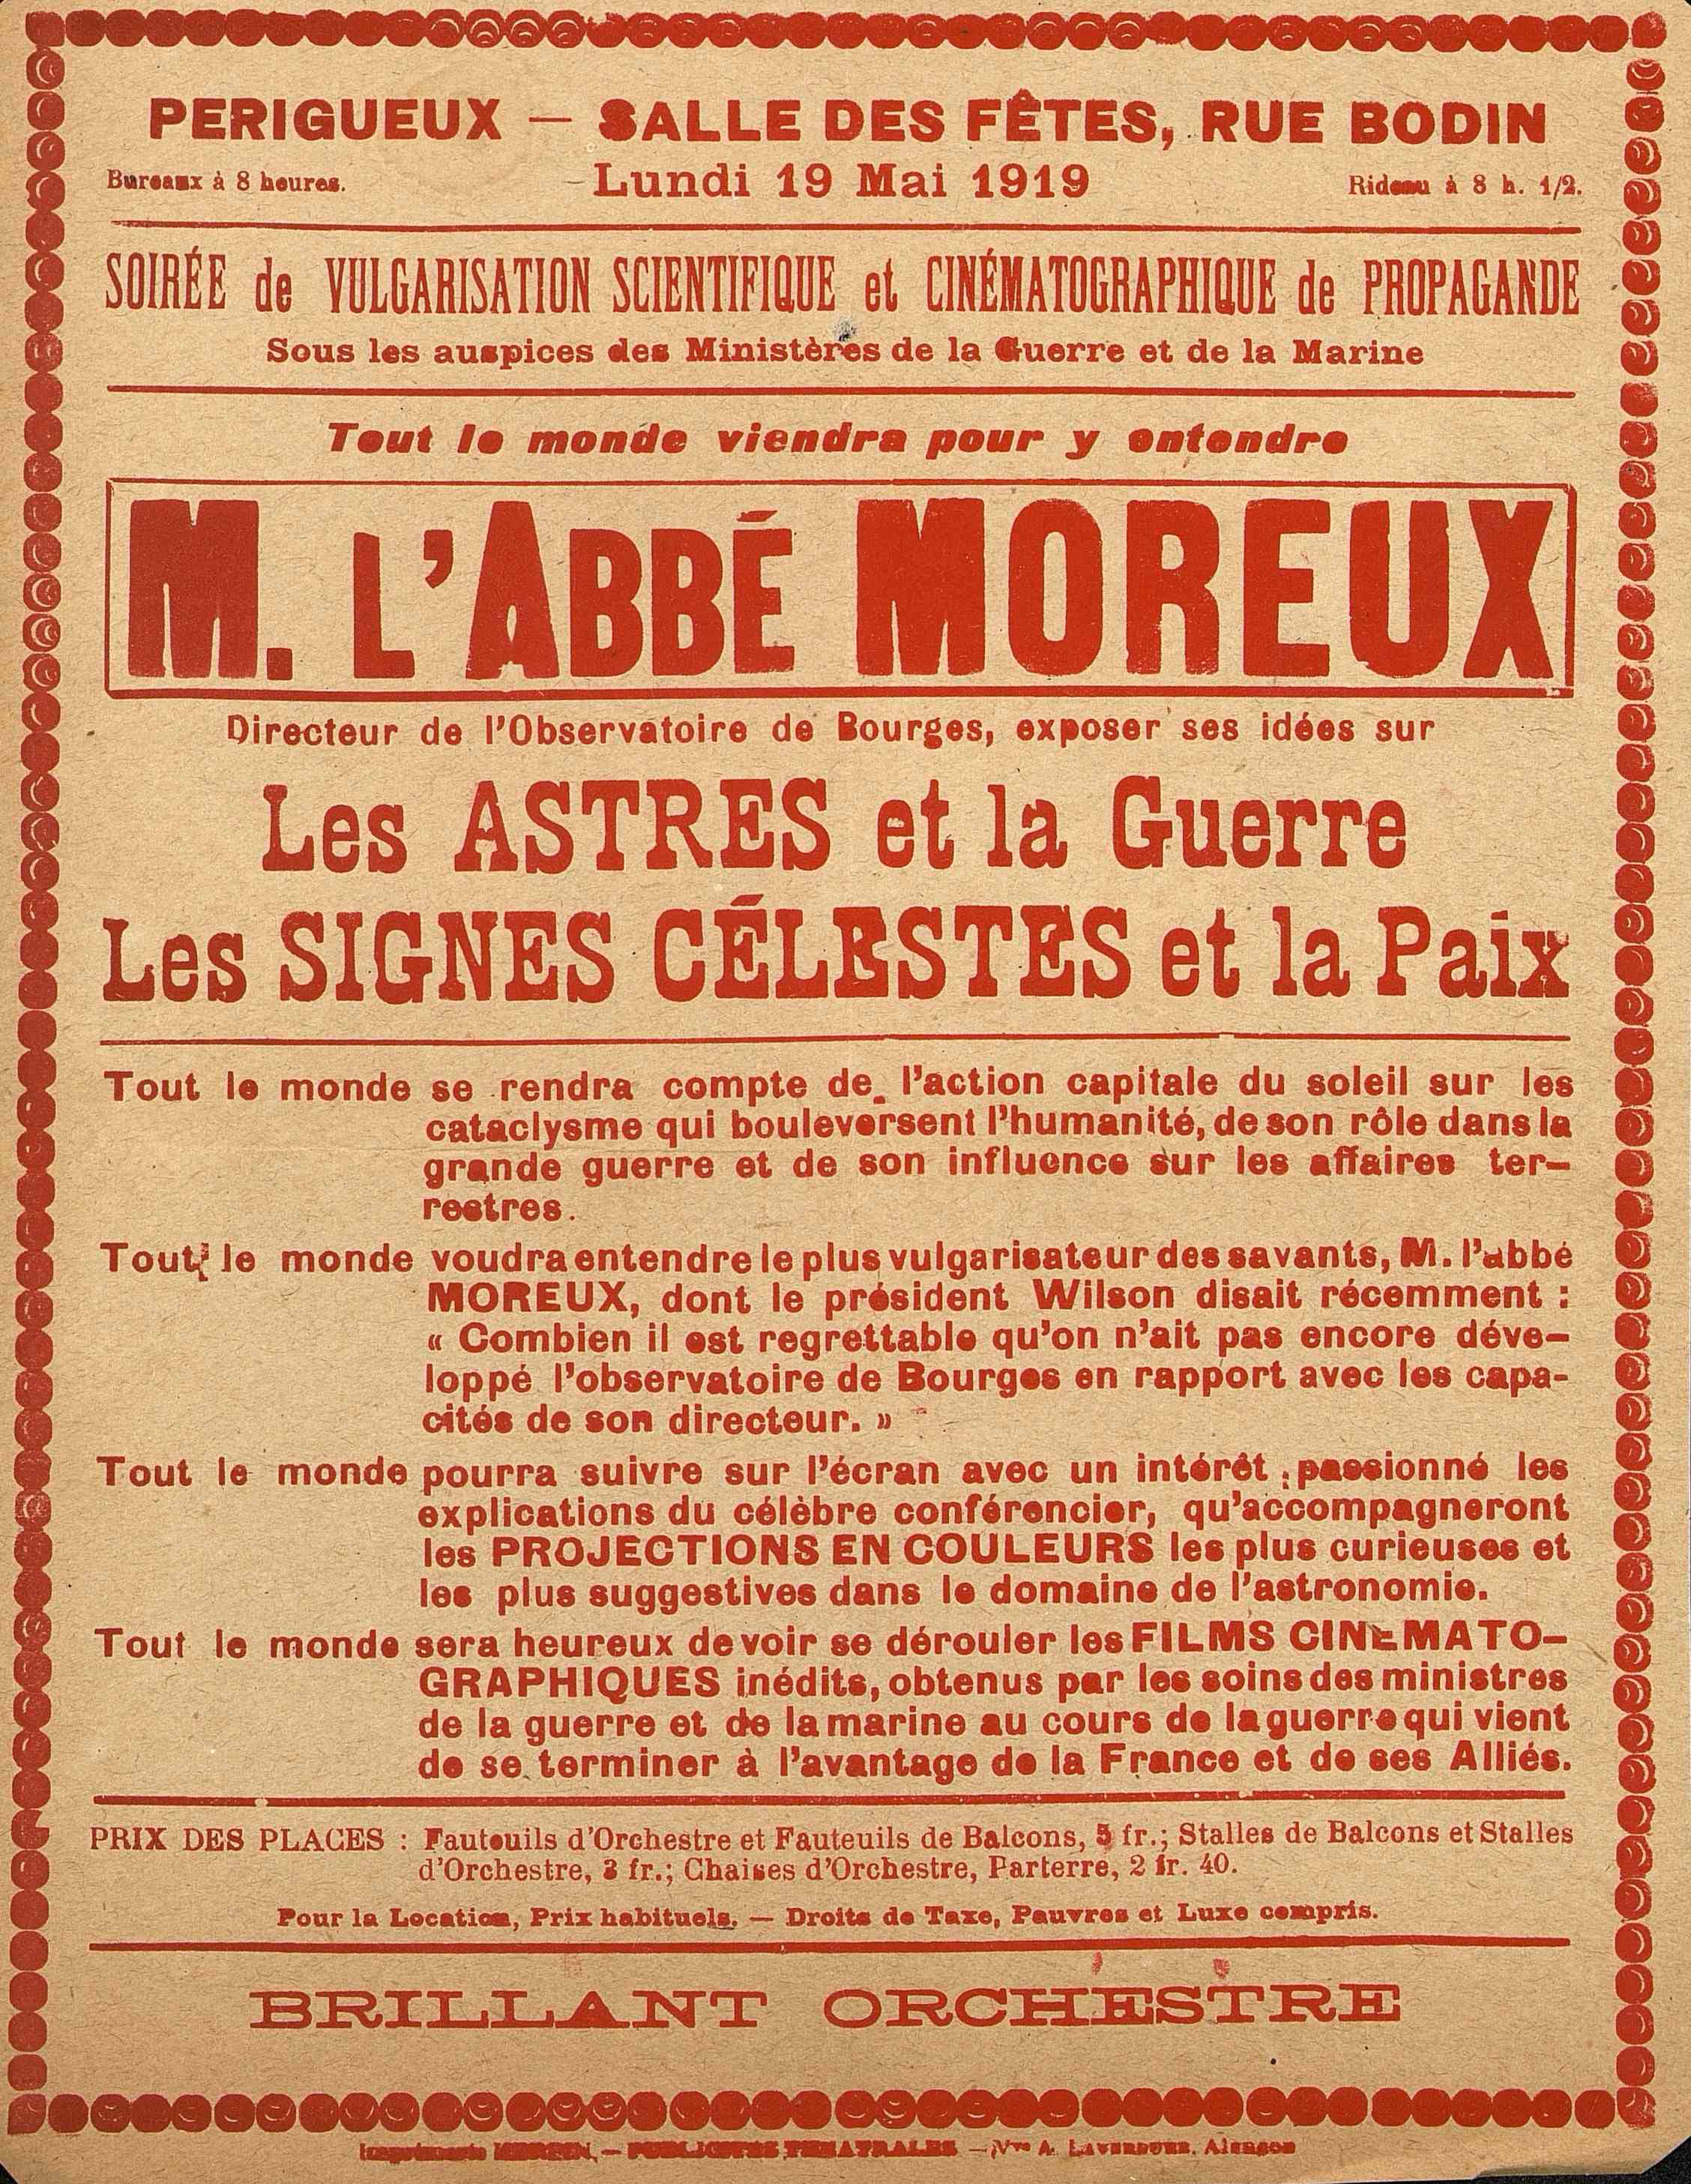 PERIGUEUX — SALLE DES FÊTES, RUE BODIN
Bureaux à 8 heures. Lundi 19 Mai 1919 Rideau à 8 h. 1/2.
SOIRÉE de VULGARISATION SCIENTIFIQUE et CINÉMATOGRAPHIQUE de PROPAGANDE
Sous les auspices des Ministères de la Guerre et de la Marine
Tout le monde viendra pour y entendre
M. L'ABBÉ MOREUX
Directeur de l'Observatoire de Bourges, exposer ses idées sur
Les ASTRES et la Guerre
Les SIGNES CÉLESTES et la Paix
Tout le monde se rendra compte de l'action capitale du soleil sur les
cataclysme qui bouleversent l'humanité, de son rôle dans la
grande guerre et de son influence sur les affaires ter-
restres.
Tout le monde voudra entendre le plus vulgarisateur des savants, M. l'abbé
MOREUX, dont le président Wilson disait récemment :
« Combien il est regrettable qu'on n'ait pas encore déve-
loppé l'observatoire de Bourges en rapport avec les capa-
cités de son directeur. »
Tout le monde pourra suivre sur l'écran avec un intérêt passionné les
explications du célèbre conférencier, qu'accompagneront
les PROJECTIONS EN COULEURS les plus curieuses et
les plus suggestives dans le domaine de l'astronomie.
Tout le monde sera heureux de voir se dérouler les FILMS CINEMATO-
GRAPHIQUES inédits, obtenus par les soins des ministres
de la guerre et de la marine au cours de la guerre qui vient
de se terminer à l'avantage de la France et de ses Alliés.
PRIX DES PLACES : Fauteuils d'Orchestre et Fauteuils de Balcons, 5 fr.; Stalles de Balcons et Stalles
d'Orchestre, 3 fr.; Chaises d'Orchestre, Parterre, 2 fr. 40.
Pour la Location, Prix habituels. — Droits de Taxe, Pauvres et Luxe compris.
BRILLANT ORCHESTRE
Imprimerie — PUBLICITÉS THÉATRALES — Vve A. LAVERDURE, Alençon